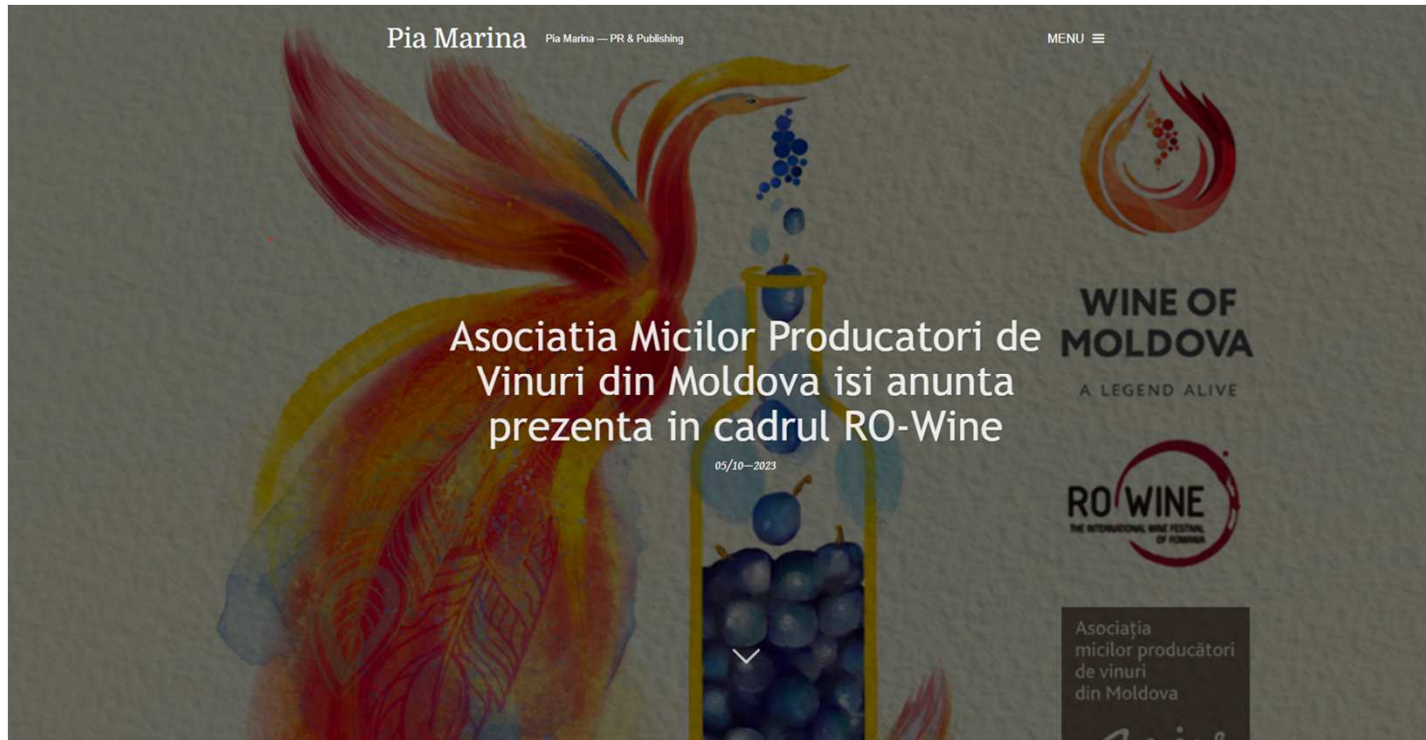 Pia Marina
Pia Marina — PR & Publishing
MENU
WINE OF
MOLDOVA
A LEGEND ALIVE
Asociatia Micilor Producatori de
Vinuri din Moldova isi anunta
prezenta in cadrul RO-Wine
05/10—2023
RO WINE
THE INTERNATIONAL WINE FESTIVAL
OF ROMANIA
Asociația
micilor producători
de vinuri
din Moldova